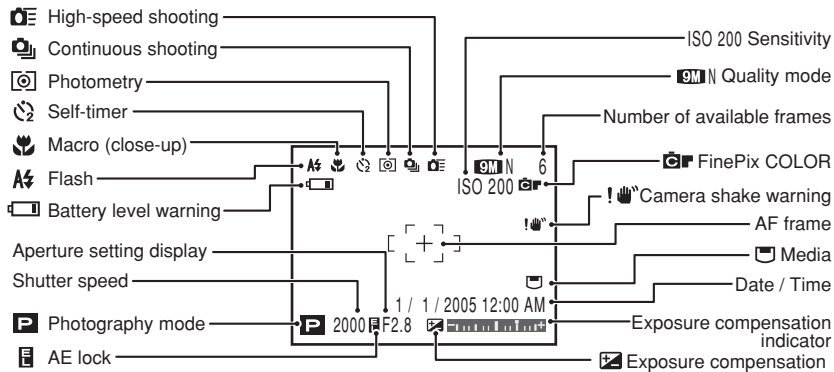 High-speed shooting
Continuous shooting
Photometry
Self-timer
Macro (close-up)
Flash
Battery level warning
Aperture setting display
Shutter speed
P Photography mode
AE lock
ISO 200 Sensitivity
9M N Quality mode
Number of available frames
FinePix COLOR
Camera shake warning
AF frame
Media
Date / Time
Exposure compensation
indicator
Exposure compensation
9M N 6
ISO 200
1 / 1 / 2005 12:00 AM
P 2000 F2.8